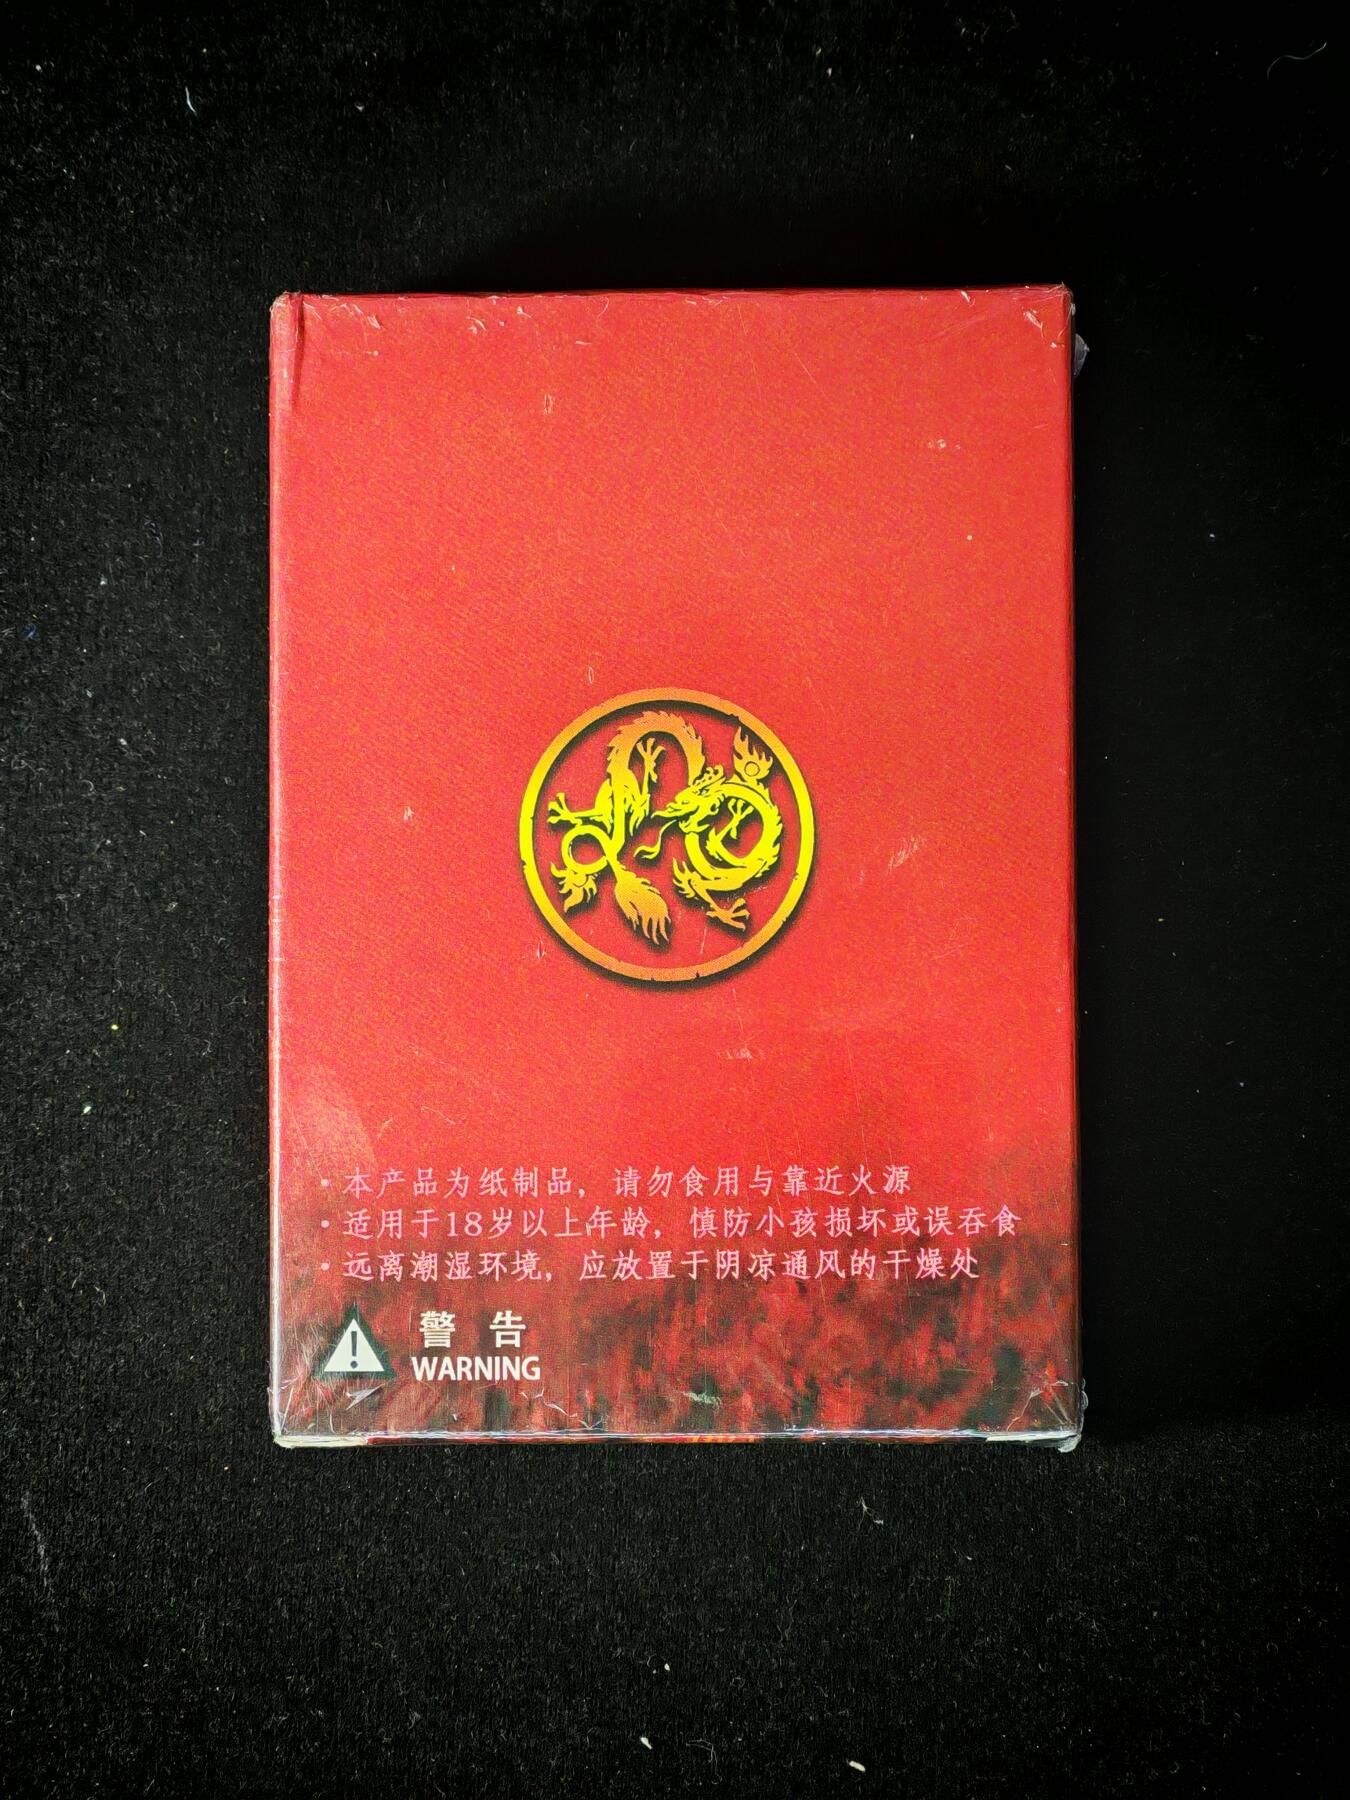 ·本产品为纸制品，请勿食用与靠近火源
·适用于18岁以上年龄，慎防小孩损坏或误吞食
·远离潮湿环境，应放置于阴凉通风的干燥处
警告
WARNING